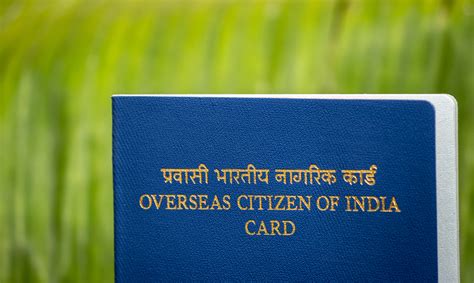 प्रवासी भारतीय नागरिक कार्ड
OVERSEAS CITIZEN OF INDIA
CARD